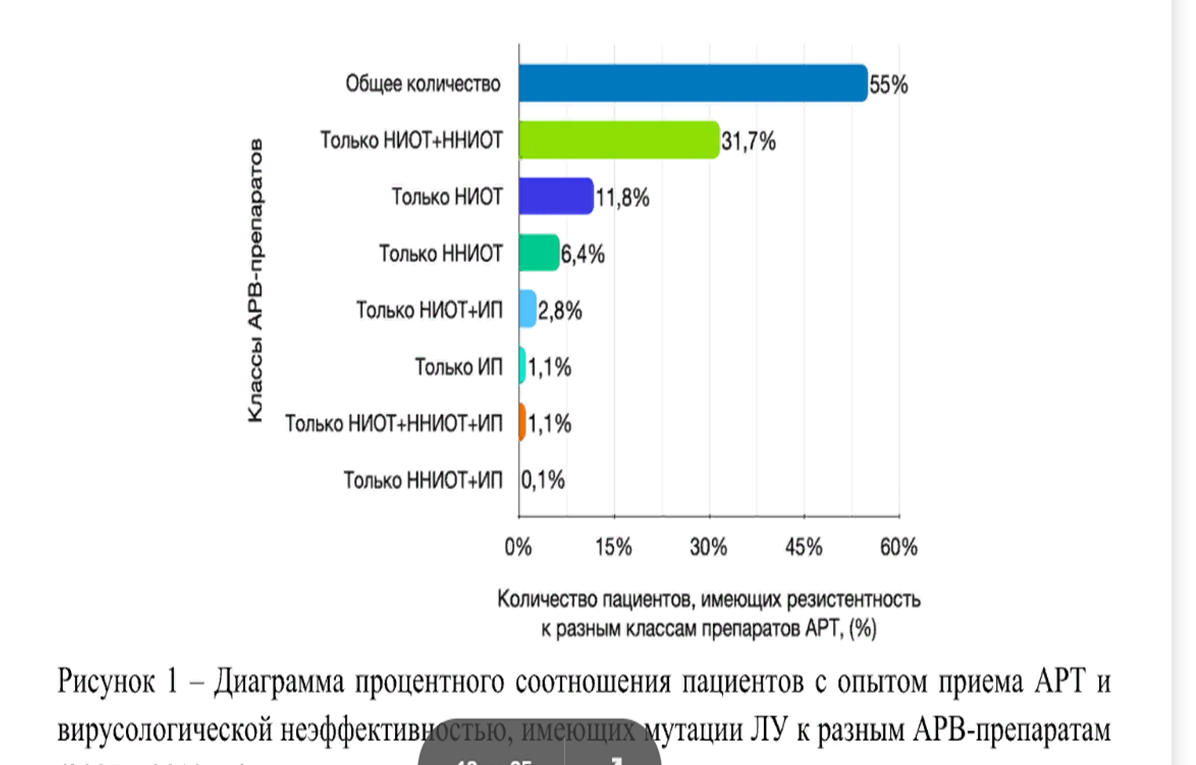 Общее количество 55%
Только НИОТ+ННИОТ 31,7%
Только НИОТ 11,8%
Только ННИОТ 6,4%
Только НИОТ+ИП 2,8%
Только ИП 1,1%
Только НИОТ+ННИОТ+ИП 1,1%
Только ННИОТ+ИП 0,1%
Классы АРВ-препаратов
0% 15% 30% 45% 60%
Количество пациентов, имеющих резистентность
к разным классам препаратов АРТ, (%)
Рисунок 1 – Диаграмма процентного соотношения пациентов с опытом приема АРТ и
вирусологической неэффективностью, имеющих мутации ЛУ к разным АРВ-препаратам